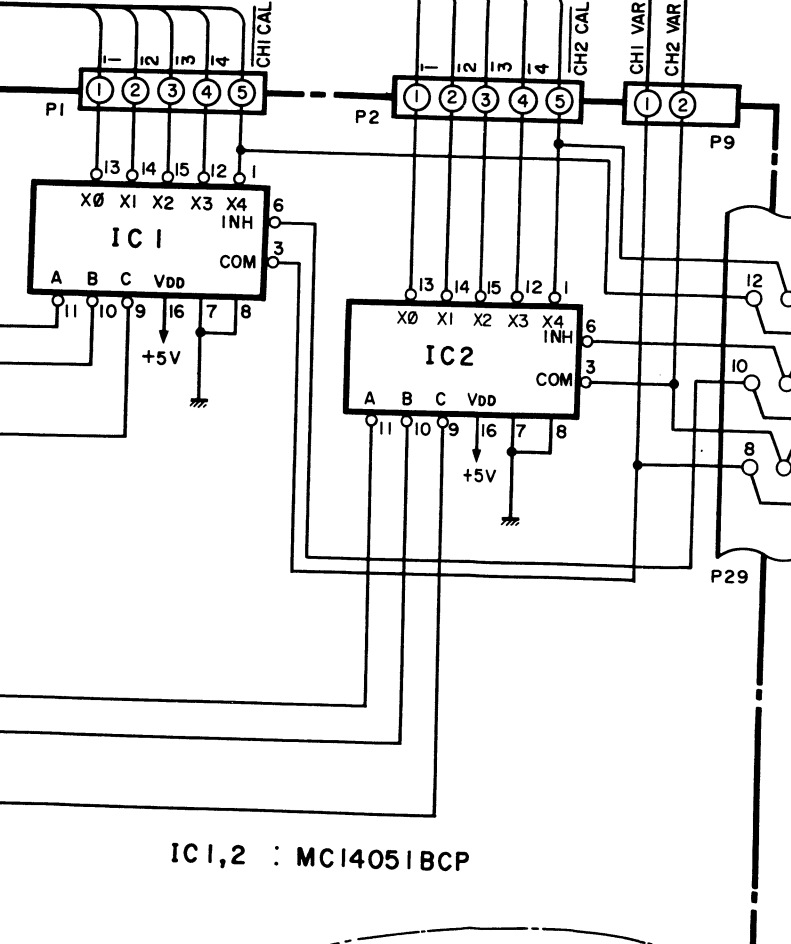 CH1 CAL
CH2 CAL
CH1 VAR
CH2 VAR
1 2 3 4
1 2 3 4
P1
1 2 3 4 5
P2
1 2 3 4 5
1 2
P9
13 14 15 12 1
X0 X1 X2 X3 X4
6
INH
IC1
3
COM
A B C VDD
11 10 9 16 7 8
+5V
12
13 14 15 12 1
X0 X1 X2 X3 X4
6
INH
IC2
3
COM
10
A B C VDD
11 10 9 16 7 8
+5V
8
P29
IC1,2 : MC14051BCP